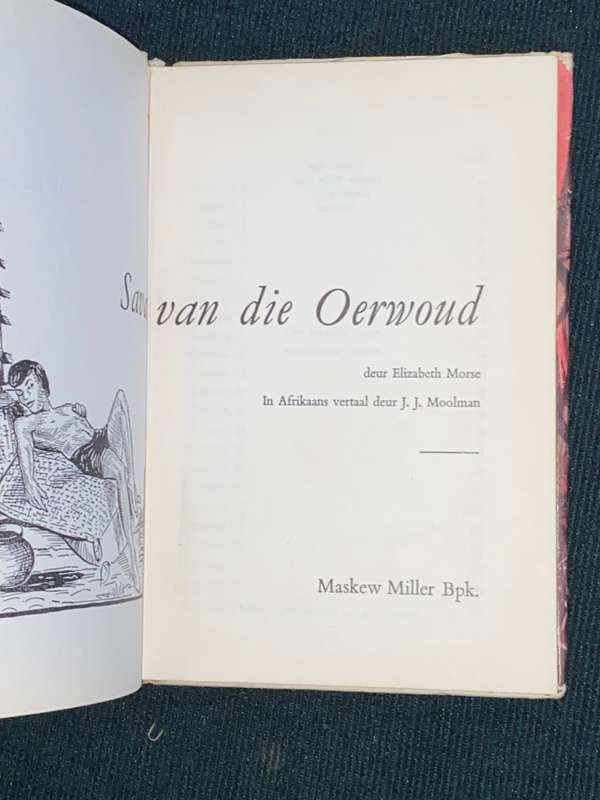 van die Oerwoud
deur Elizabeth Morse
In Afrikaans vertaal deur J. J. Moolman
Maskew Miller Bpk.